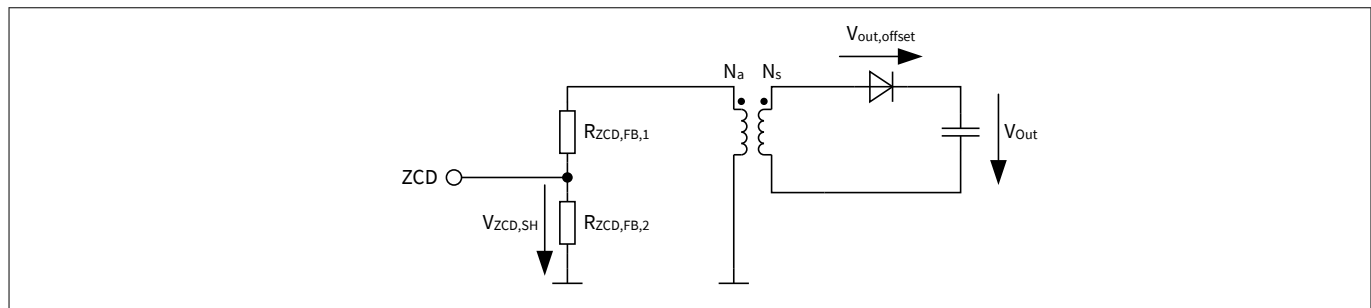 Vout,offset
Na Ns
RZCD,FB,1
VOut
ZCD
VZCD,SH
RZCD,FB,2